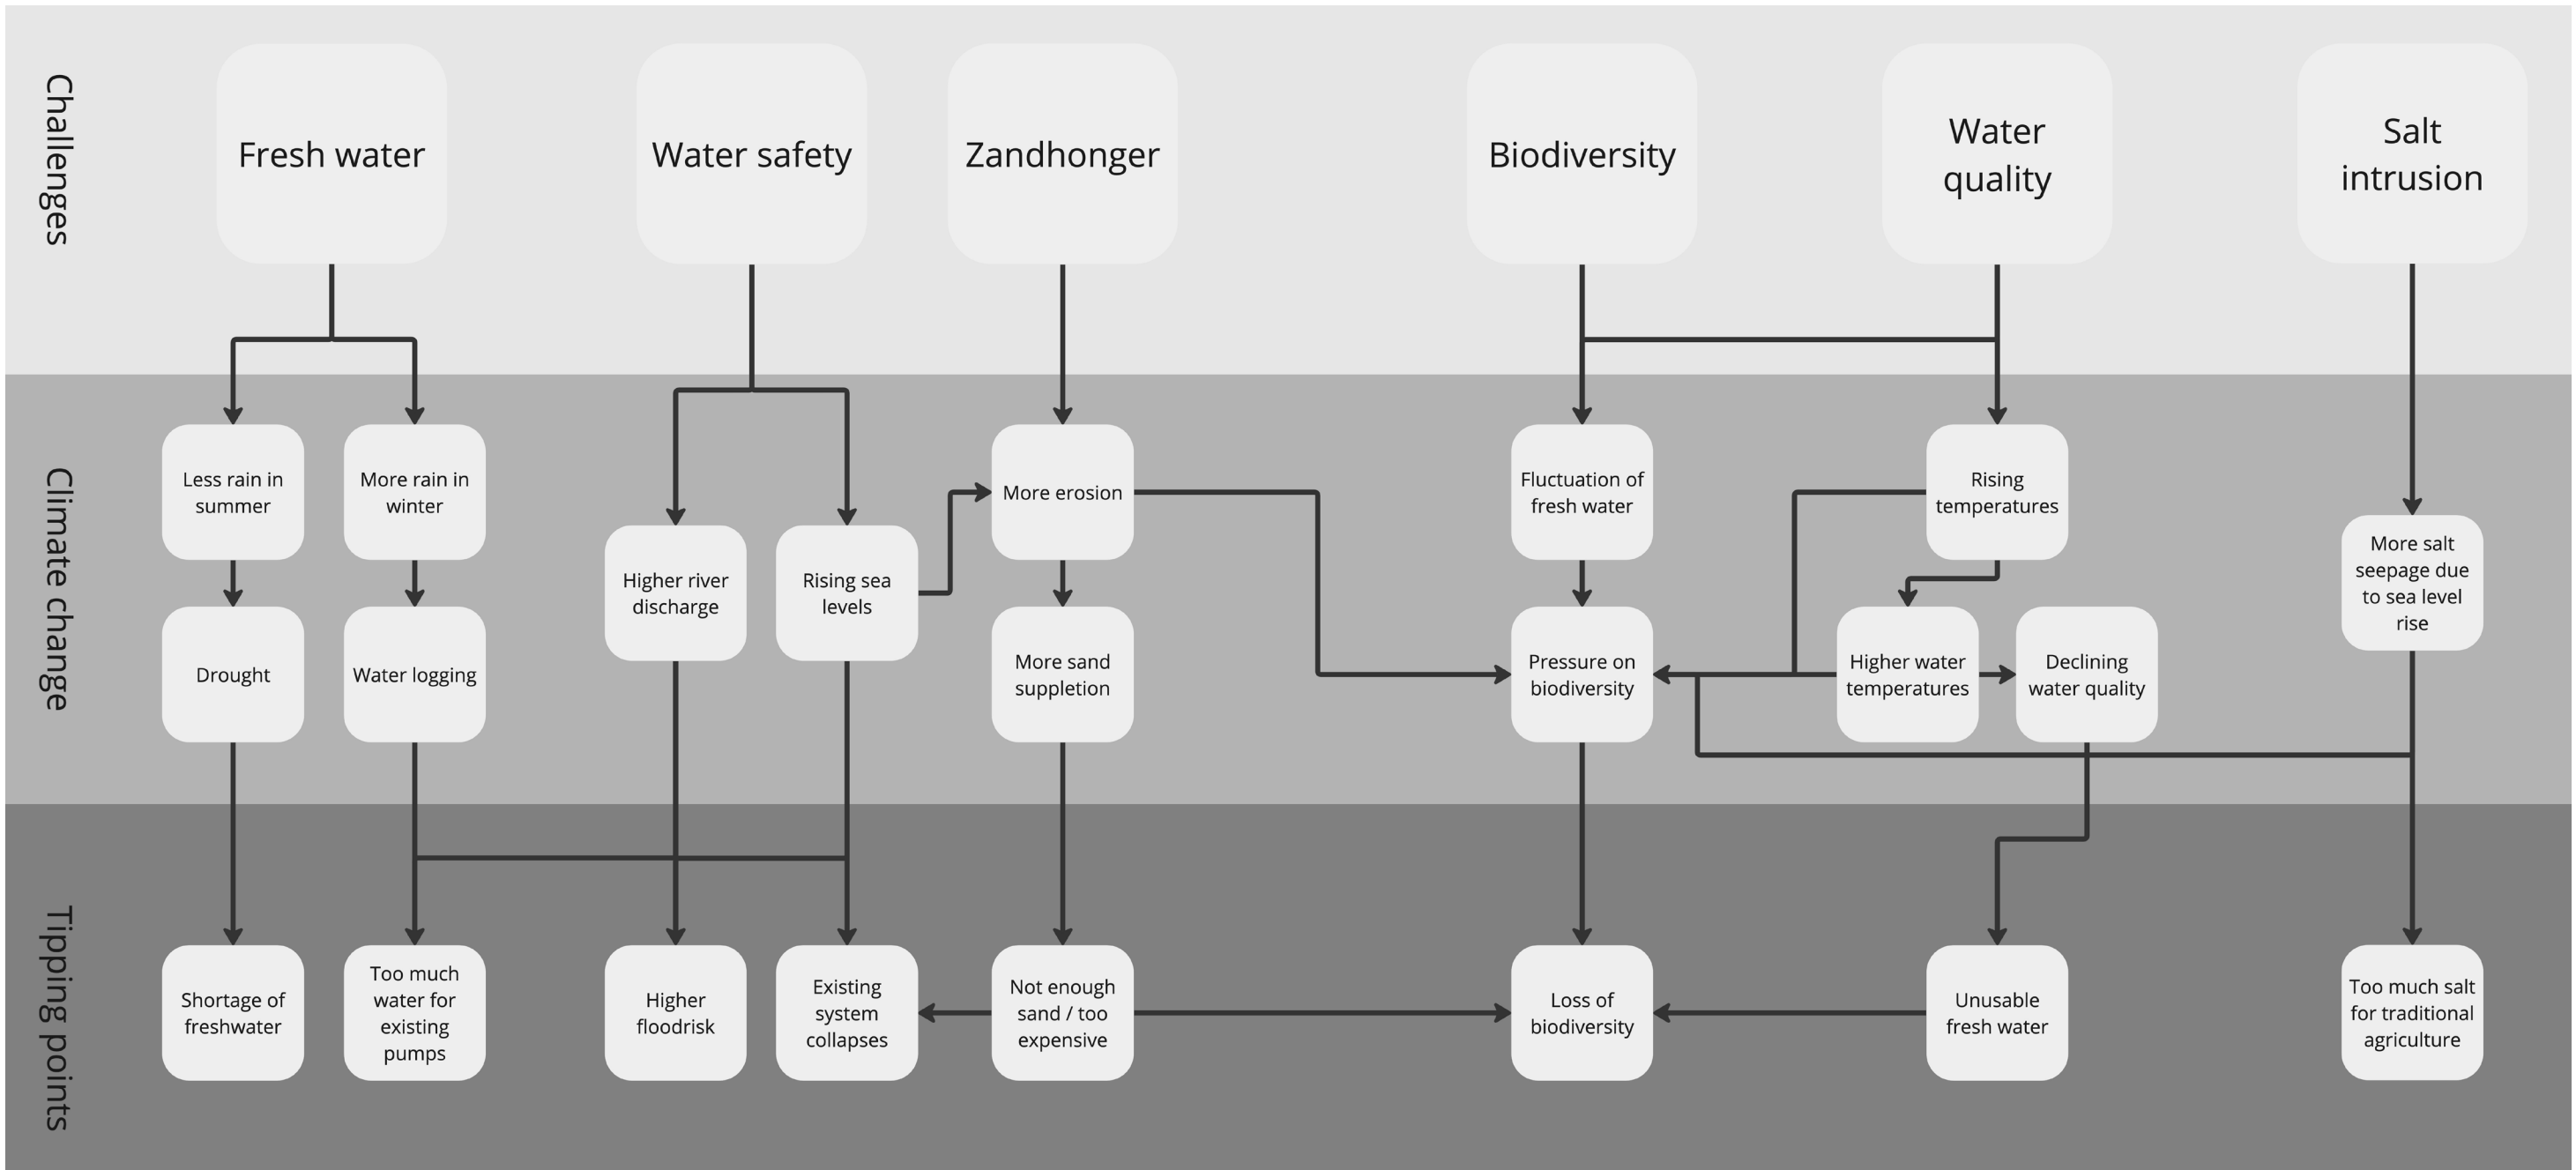 Challenges
Fresh water
Water safety
Zandhonger
Biodiversity
Water
quality
Salt
intrusion
Climate change
Less rain in
summer
More rain in
winter
Higher river
discharge
Rising sea
levels
More erosion
Fluctuation of
fresh water
Rising
temperatures
More salt
seepage due
to sea level
rise
Drought
Water logging
More sand
suppletion
Pressure on
biodiversity
Higher water
temperatures
Declining
water quality
Tipping points
Shortage of
freshwater
Too much
water for
existing
pumps
Higher
floodrisk
Existing
system
collapses
Not enough
sand / too
expensive
Loss of
biodiversity
Unusable
fresh water
Too much salt
for traditional
agriculture